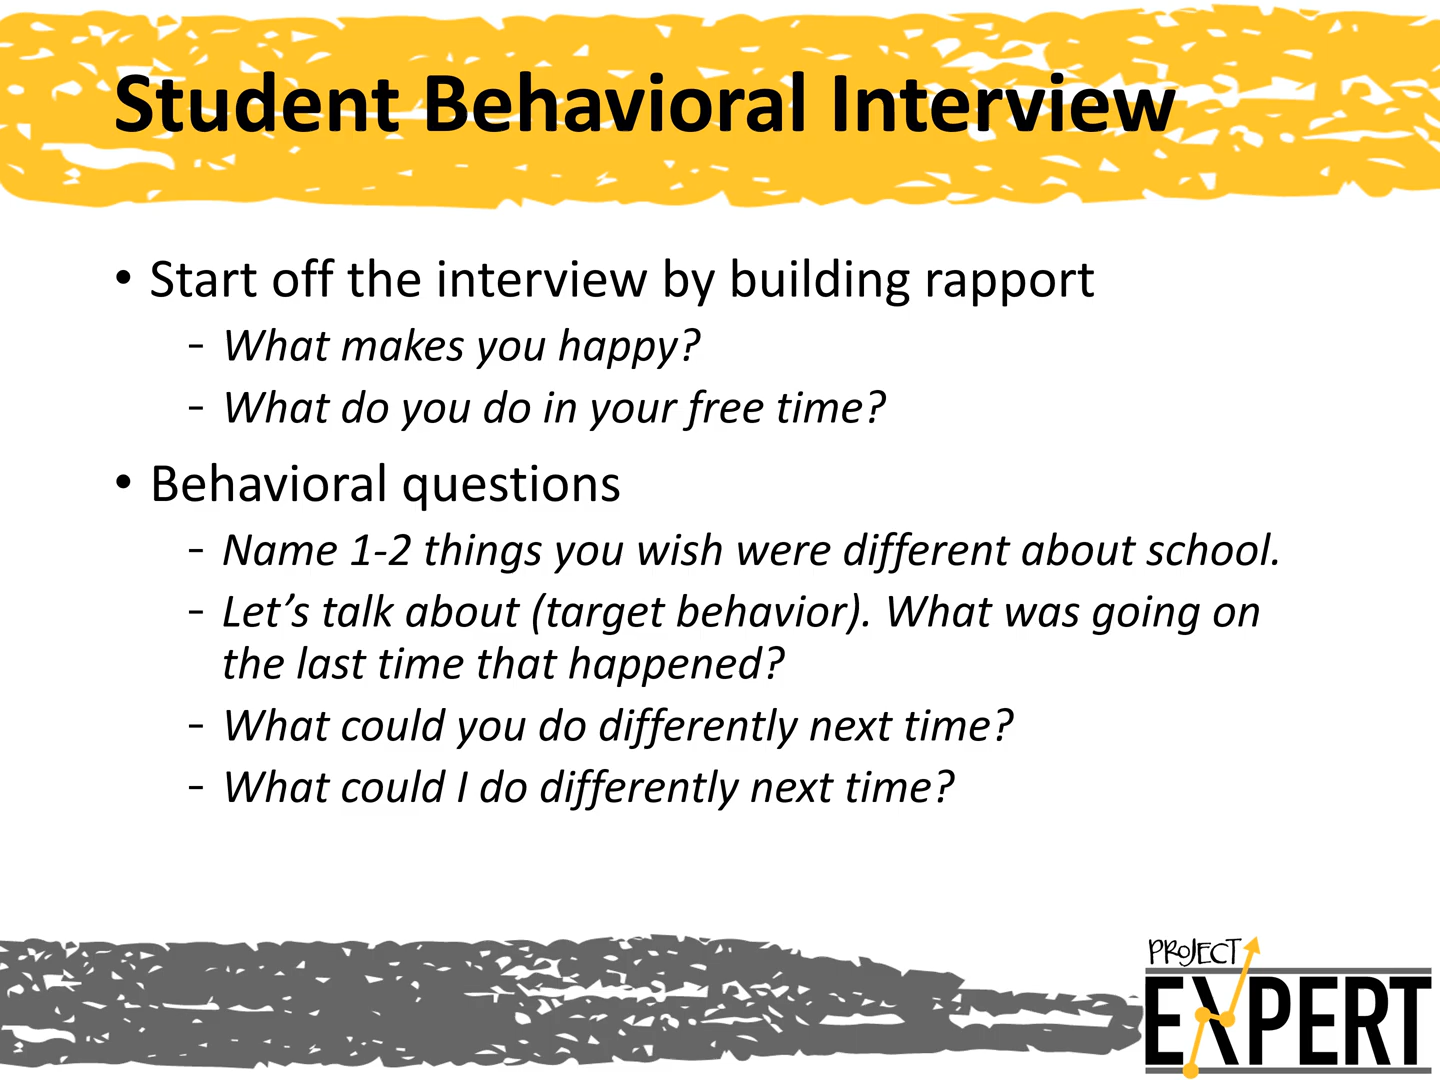 Student Behavioral Interview
• Start off the interview by building rapport
- What makes you happy?
- What do you do in your free time?
• Behavioral questions
- Name 1-2 things you wish were different about school.
- Let’s talk about (target behavior). What was going on
the last time that happened?
- What could you do differently next time?
- What could I do differently next time?
PROJECT
EXPERT